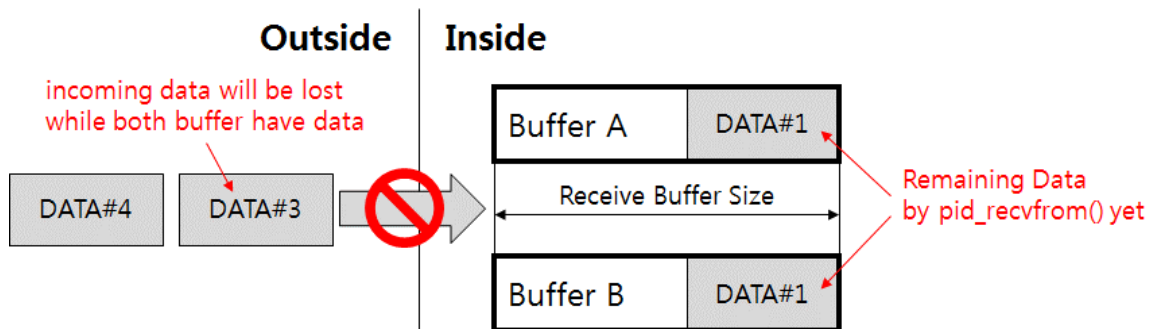 Outside
Inside
incoming data will be lost
while both buffer have data
DATA#4
DATA#3
Buffer A
DATA#1
Receive Buffer Size
Buffer B
DATA#1
Remaining Data
by pid_recvfrom() yet